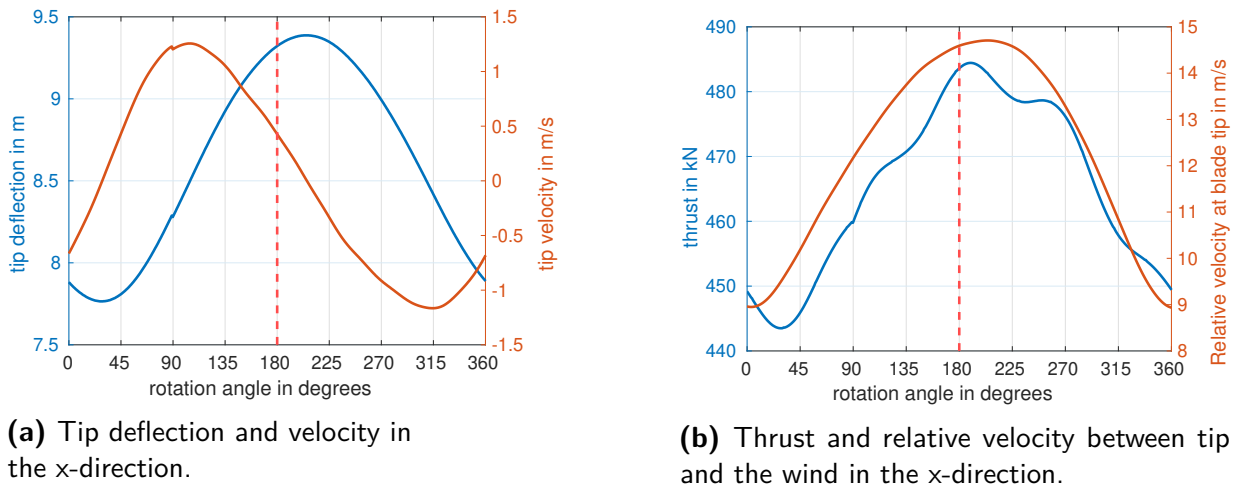 9.5
9
8.5
8
7.5
tip deflection in m
1.5
1
0.5
0
-0.5
-1
-1.5
tip velocity in m/s
0 45 90 135 180 225 270 315 360
rotation angle in degrees
(a) Tip deflection and velocity in
the x-direction.
490
480
470
460
450
440
thrust in kN
15
14
13
12
11
10
9
8
Relative velocity at blade tip in m/s
0 45 90 135 180 225 270 315 360
rotation angle in degrees
(b) Thrust and relative velocity between tip
and the wind in the x-direction.